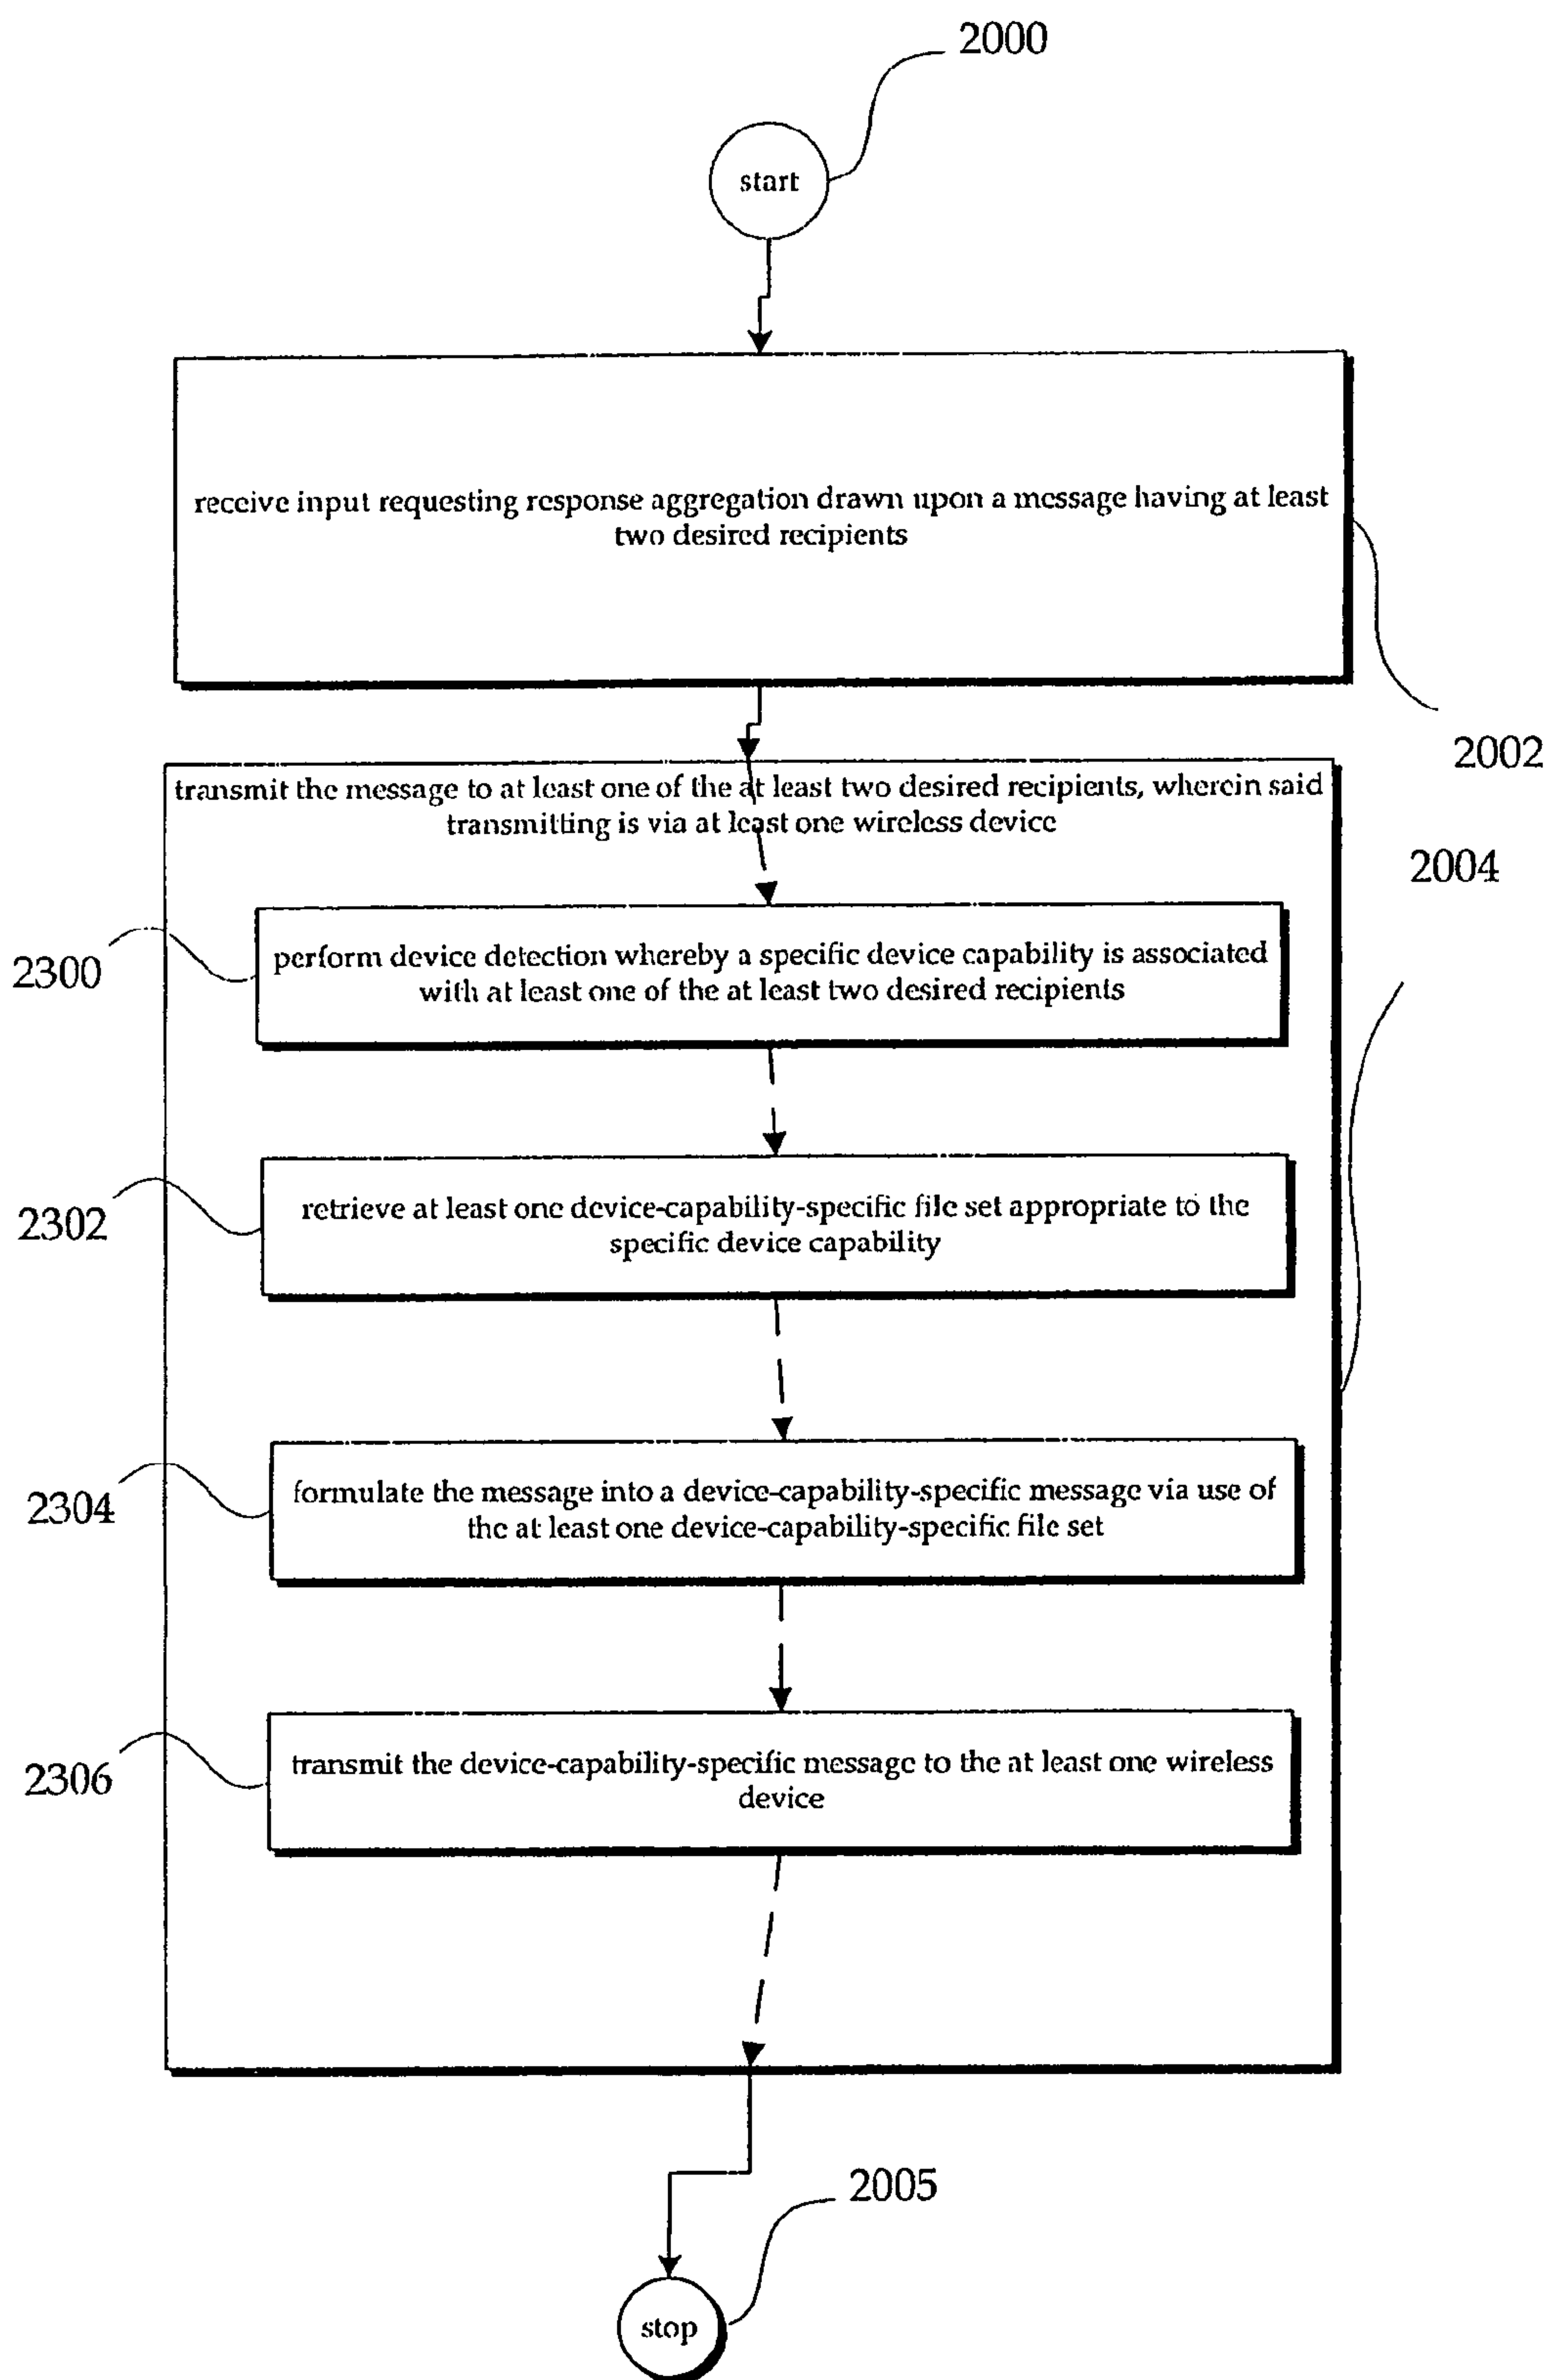 2000
start
receive input requesting response aggregation drawn upon a message having at least
two desired recipients
2002
transmit the message to at least one of the at least two desired recipients, wherein said
transmitting is via at least one wireless device
2004
2300
perform device detection whereby a specific device capability is associated
with at least one of the at least two desired recipients
2302
retrieve at least one device-capability-specific file set appropriate to the
specific device capability
2304
formulate the message into a device-capability-specific message via use of
the at least one device-capability-specific file set
2306
transmit the device-capability-specific message to the at least one wireless
device
2005
stop